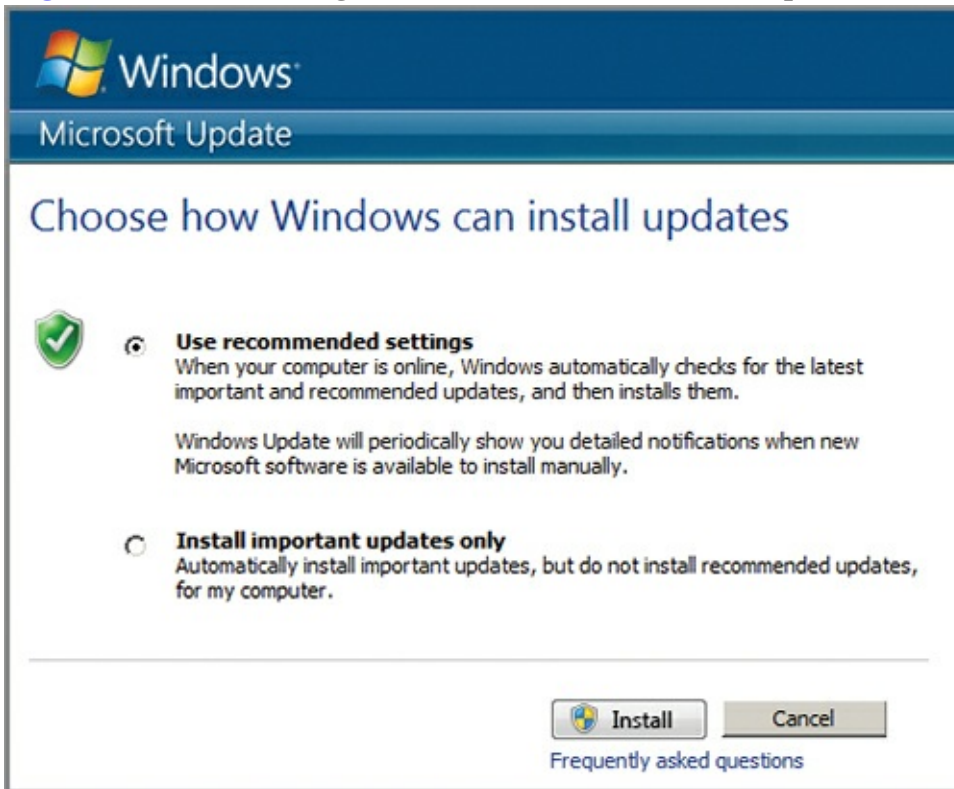 Windows
Microsoft Update
Choose how Windows can install updates
Use recommended settings
When your computer is online, Windows automatically checks for the latest
important and recommended updates, and then installs them.
Windows Update will periodically show you detailed notifications when new
Microsoft software is available to install manually.
Install important updates only
Automatically install important updates, but do not install recommended updates,
for my computer.
Install
Cancel
Frequently asked questions